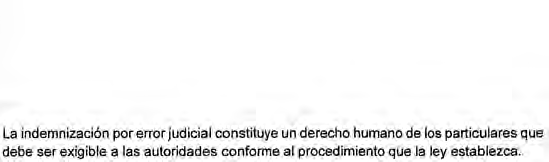 La indemnización por error judicial constituye un derecho humano de los particulares que
debe ser exigible a las autoridades conforme al procedimiento que la ley establezca.